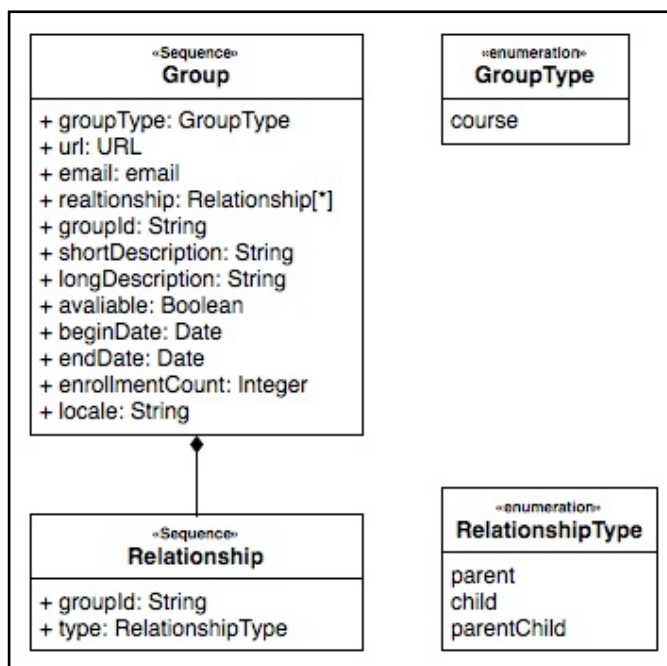 «Sequence»
Group
+ groupType: GroupType
+ url: URL
+ email: email
+ realtionship: Relationship[*]
+ groupId: String
+ shortDescription: String
+ longDescription: String
+ avaliable: Boolean
+ beginDate: Date
+ endDate: Date
+ enrollmentCount: Integer
+ locale: String
«enumeration»
GroupType
course
«Sequence»
Relationship
+ groupId: String
+ type: RelationshipType
«enumeration»
RelationshipType
parent
child
parentChild